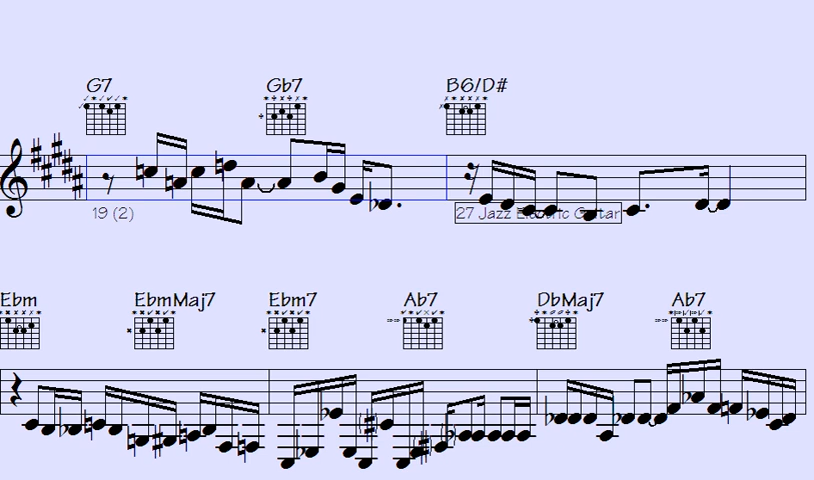 G7 Gb7 B6/D#
19 (2) 27 Jazz Electric Guitar
Ebm EbmMaj7 Ebm7 Ab7 DbMaj7 Ab7